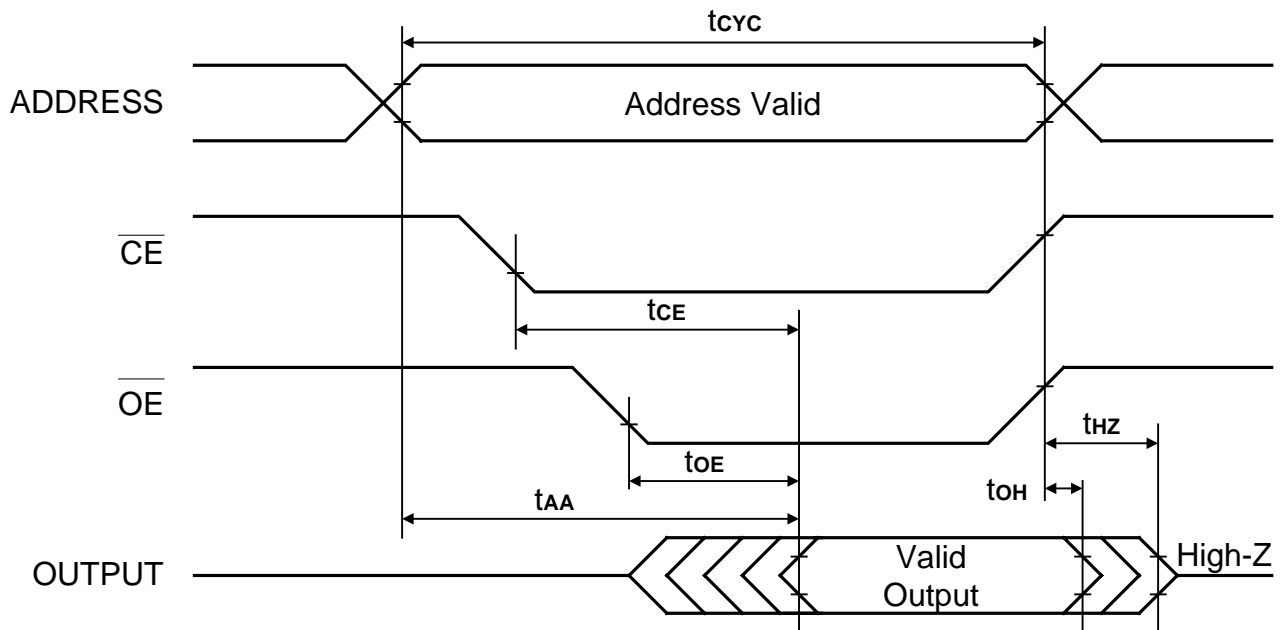 tCYC
ADDRESS
Address Valid
CE
tCE
OE
tHZ
tOE
tOH
tAA
OUTPUT
Valid
Output
High-Z